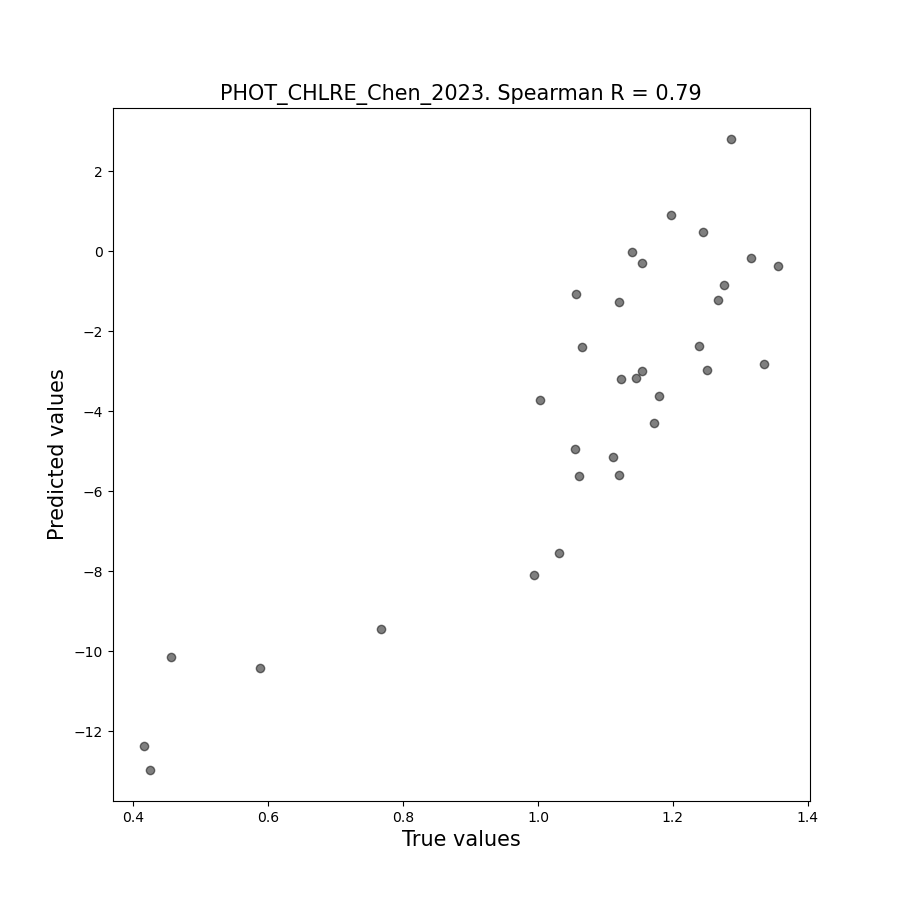 PHOT_CHLRE_Chen_2023. Spearman R = 0.79
2
0
−2
−4
−6
−8
−10
−12
Predicted values
0.4 0.6 0.8 1.0 1.2 1.4
True values